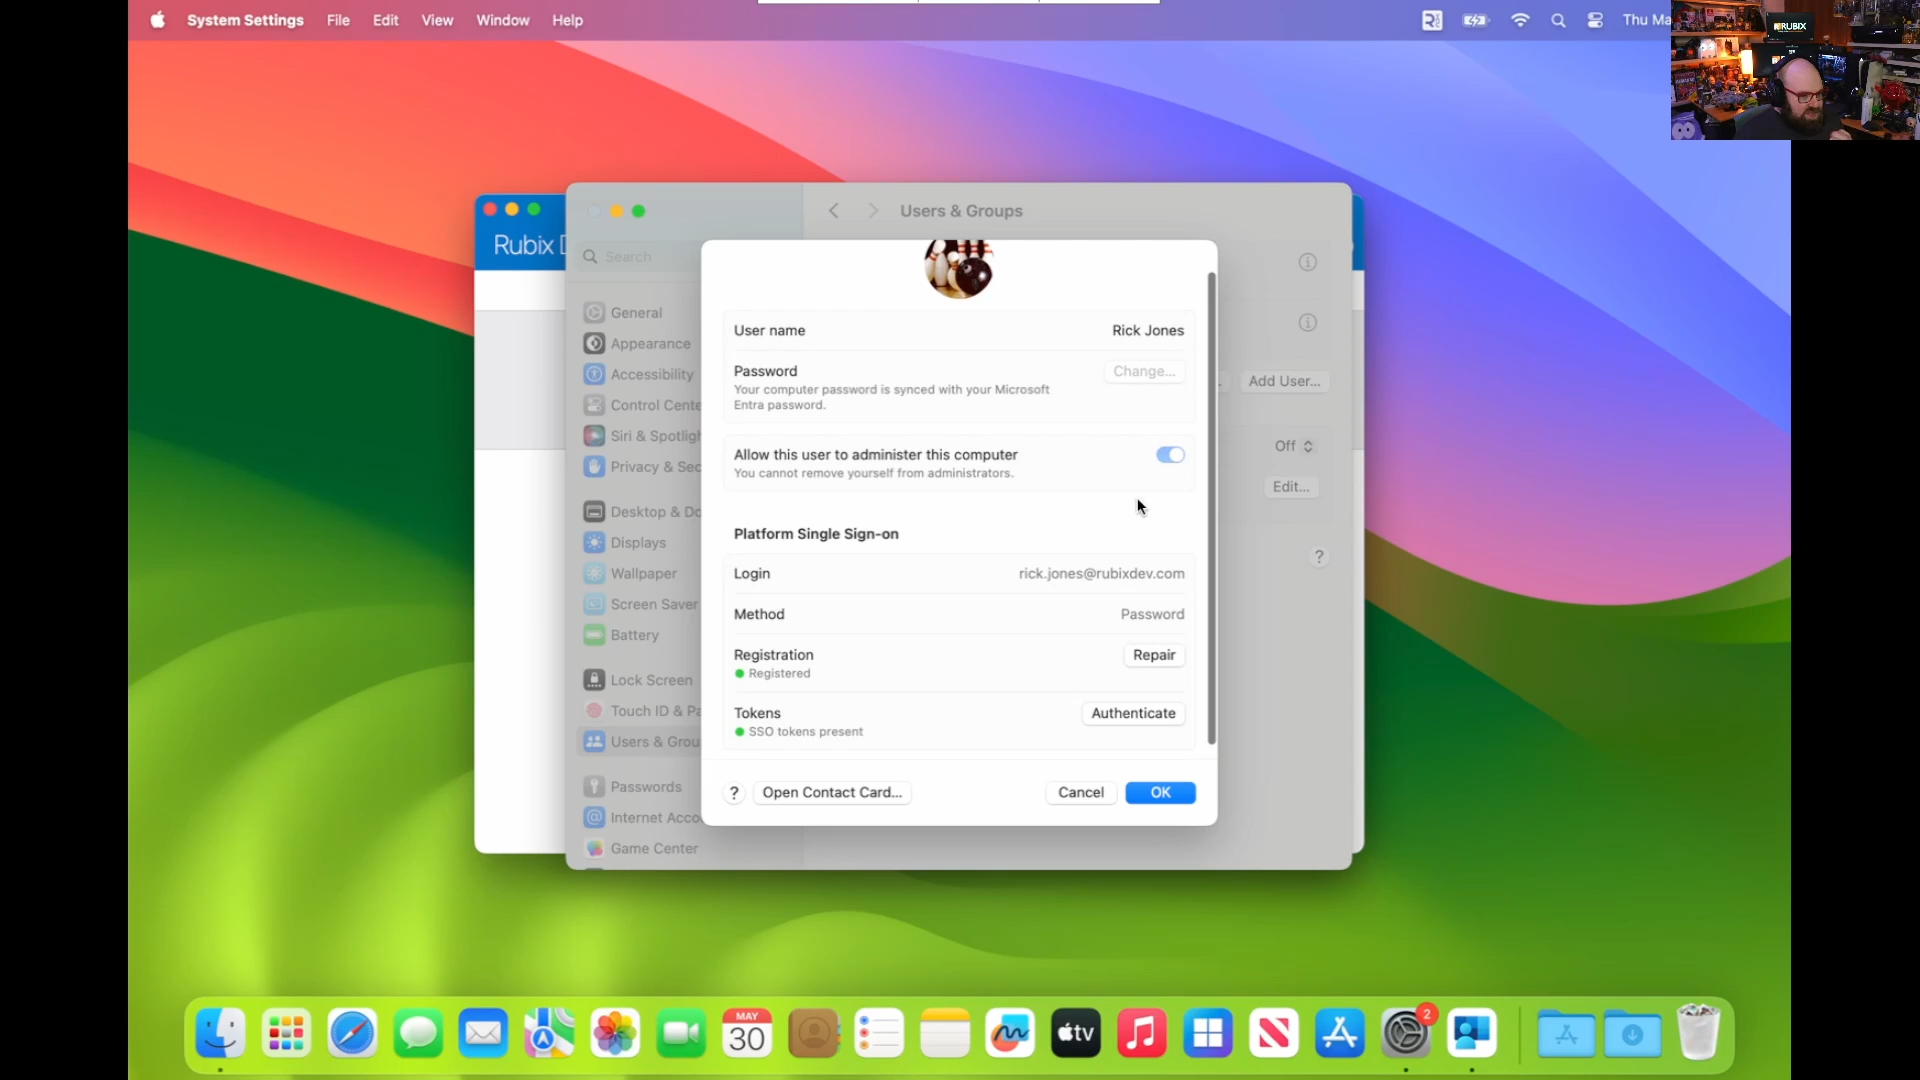 System Settings File Edit View Window Help
Thu Ma
RUBIX
Rubix D
Users & Groups
Search
General
Appearance
Accessibility
Control Cente
Siri & Spotligh
Privacy & Sec
Desktop & Do
Displays
Wallpaper
Screen Saver
Battery
Lock Screen
Touch ID & Pa
Users & Grou
Passwords
Internet Acco
Game Center
User name Rick Jones
Password Change...
Your computer password is synced with your Microsoft
Entra password.
Allow this user to administer this computer
You cannot remove yourself from administrators.
Platform Single Sign-on
Login rick.jones@rubixdev.com
Method Password
Registration Repair
Registered
Tokens Authenticate
SSO tokens present
? Open Contact Card... Cancel OK
Add User...
Off
Edit...
?
MAY
30
tv
2